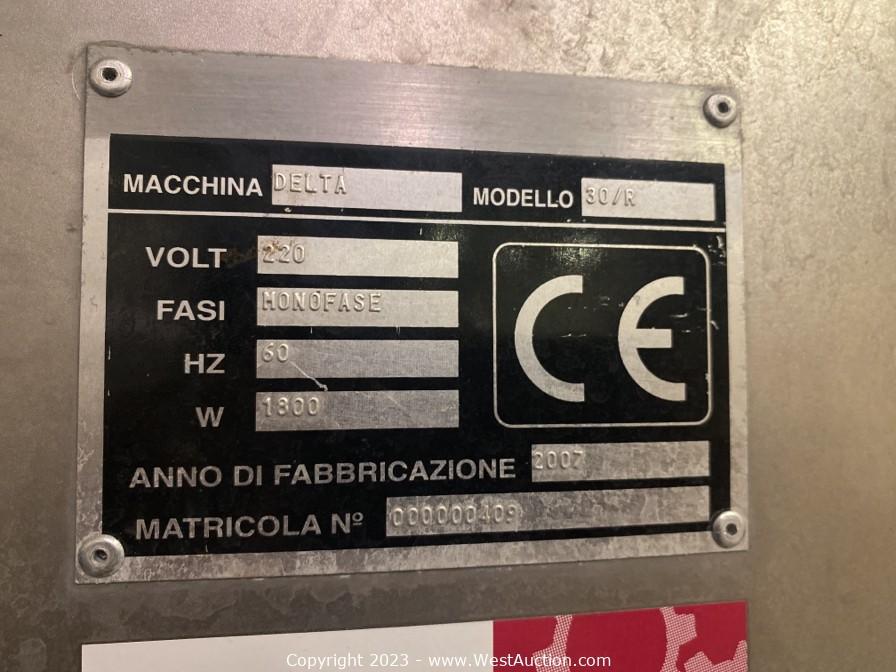 MACCHINA DELTA MODELLO 30/R
VOLT 220
FASI MONOFASE
HZ 60
W 1800
CE
ANNO DI FABBRICAZIONE 2007
MATRICOLA Nº 000000409
Copyright 2023 - www.WestAuction.com